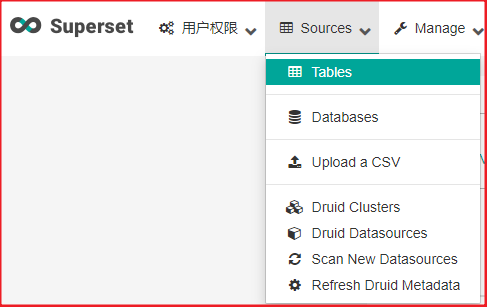 Superset 用户权限 Sources Manage
Tables
Databases
Upload a CSV
Druid Clusters
Druid Datasources
Scan New Datasources
Refresh Druid Metadata